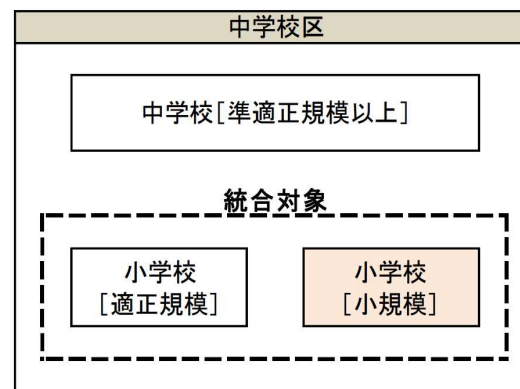 中学校区
中学校[準適正規模以上]
統合対象
小学校
[適正規模]
小学校
[小規模]